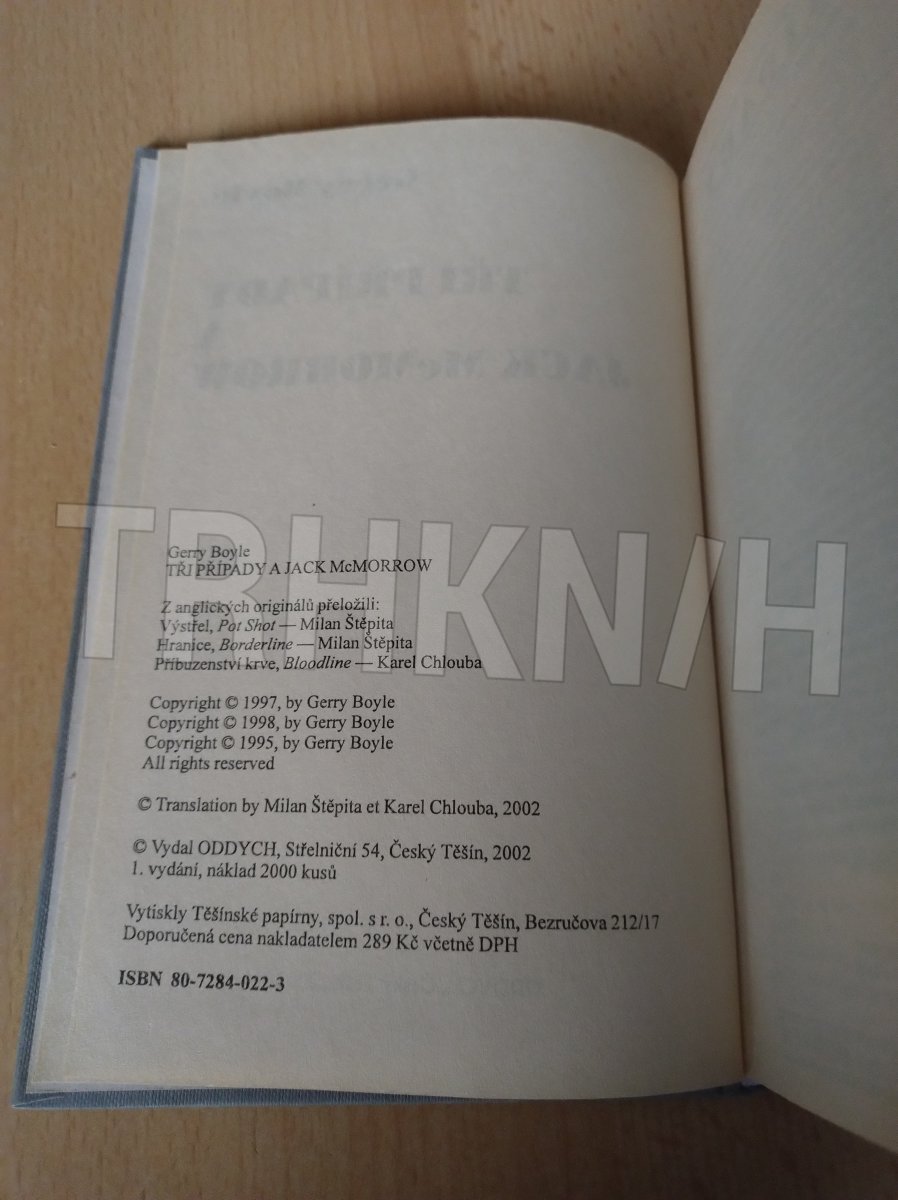 Gerry Boyle
TŘI PŘÍPADY A JACK McMORROW
Z anglických originálů přeložili:
Výstřel, Pot Shot — Milan Štěpita
Hranice, Borderline — Milan Štěpita
Příbuzenství krve, Bloodline — Karel Chlouba
Copyright © 1997, by Gerry Boyle
Copyright © 1998, by Gerry Boyle
Copyright © 1995, by Gerry Boyle
All rights reserved
© Translation by Milan Štěpita et Karel Chlouba, 2002
© Vydal ODDYCH, Střelniční 54, Český Těšín, 2002
1. vydání, náklad 2000 kusů
Vytiskly Těšínské papírny, spol. s r. o., Český Těšín, Bezručova 212/17
Doporučená cena nakladatelem 289 Kč včetně DPH
ISBN 80-7284-022-3
TRHKN/H